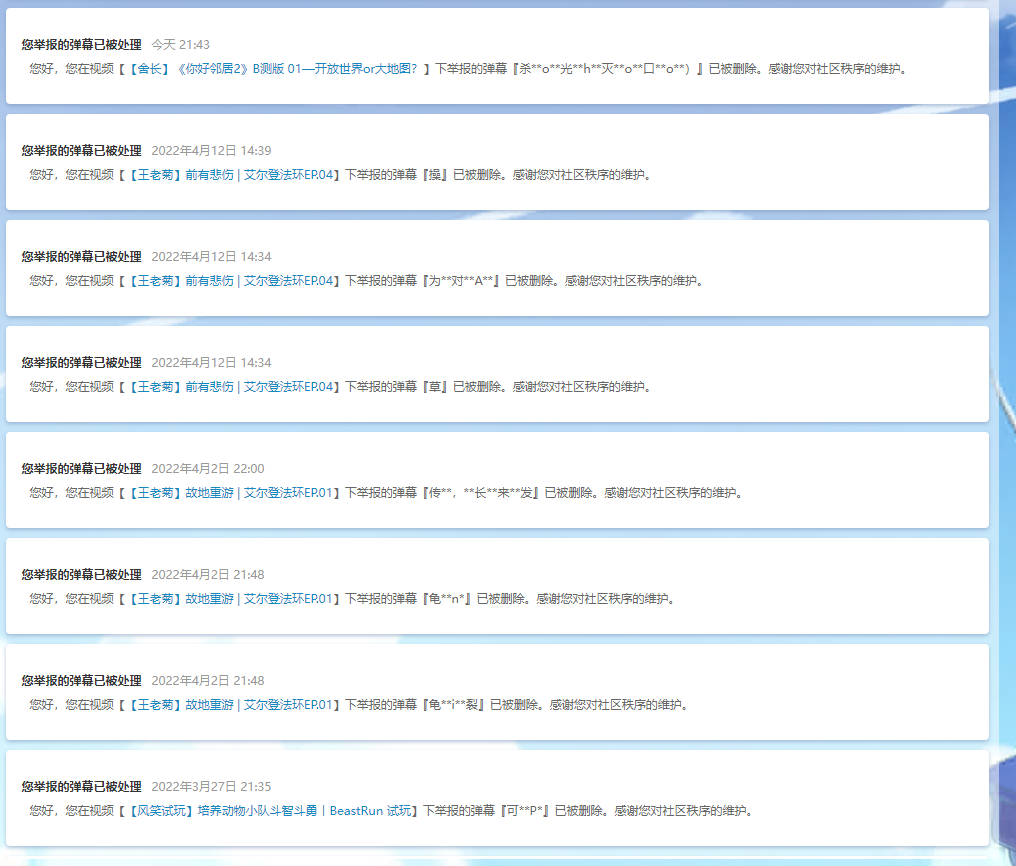 您举报的弹幕已被处理 今天 21:43
您好，您在视频【【舍长】《你好邻居2》B测版 01—开放世界or大地图？】下举报的弹幕『杀**o**光**h**灭**o**口**o**）』已被删除。感谢您对社区秩序的维护。
您举报的弹幕已被处理 2022年4月12日 14:39
您好，您在视频【【王老菊】前有悲伤 | 艾尔登法环EP.04】下举报的弹幕『操』已被删除。感谢您对社区秩序的维护。
您举报的弹幕已被处理 2022年4月12日 14:34
您好，您在视频【【王老菊】前有悲伤 | 艾尔登法环EP.04】下举报的弹幕『为**对**A**』已被删除。感谢您对社区秩序的维护。
您举报的弹幕已被处理 2022年4月12日 14:34
您好，您在视频【【王老菊】前有悲伤 | 艾尔登法环EP.04】下举报的弹幕『草』已被删除。感谢您对社区秩序的维护。
您举报的弹幕已被处理 2022年4月2日 22:00
您好，您在视频【【王老菊】故地重游 | 艾尔登法环EP.01】下举报的弹幕『传**，**长**来**发』已被删除。感谢您对社区秩序的维护。
您举报的弹幕已被处理 2022年4月2日 21:48
您好，您在视频【【王老菊】故地重游 | 艾尔登法环EP.01】下举报的弹幕『龟**n*』已被删除。感谢您对社区秩序的维护。
您举报的弹幕已被处理 2022年4月2日 21:48
您好，您在视频【【王老菊】故地重游 | 艾尔登法环EP.01】下举报的弹幕『龟**i**裂』已被删除。感谢您对社区秩序的维护。
您举报的弹幕已被处理 2022年3月27日 21:35
您好，您在视频【【风笑试玩】培养动物小队斗智斗勇丨BeastRun 试玩】下举报的弹幕『可**P*』已被删除。感谢您对社区秩序的维护。